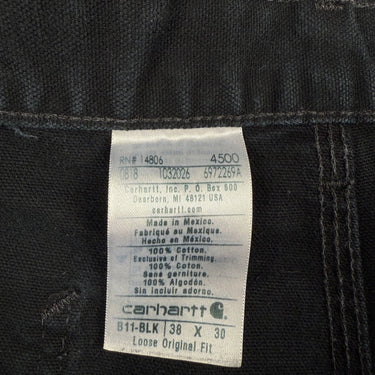 RN# 14806 4500
0818 1C32026 6972269A
Carhartt, Inc. P. O. Box 600
Dearborn, MI 48121 USA
carhartt.com
Made in Mexico.
Fabriqué au Mexique.
Hecho en México.
100% Cotton.
Exclusive of Trimming.
100% Coton.
Sans garniture.
100% Algodón.
Sin incluir adorno.
carhartt
B11-BLK 38 X 30
Loose Original Fit